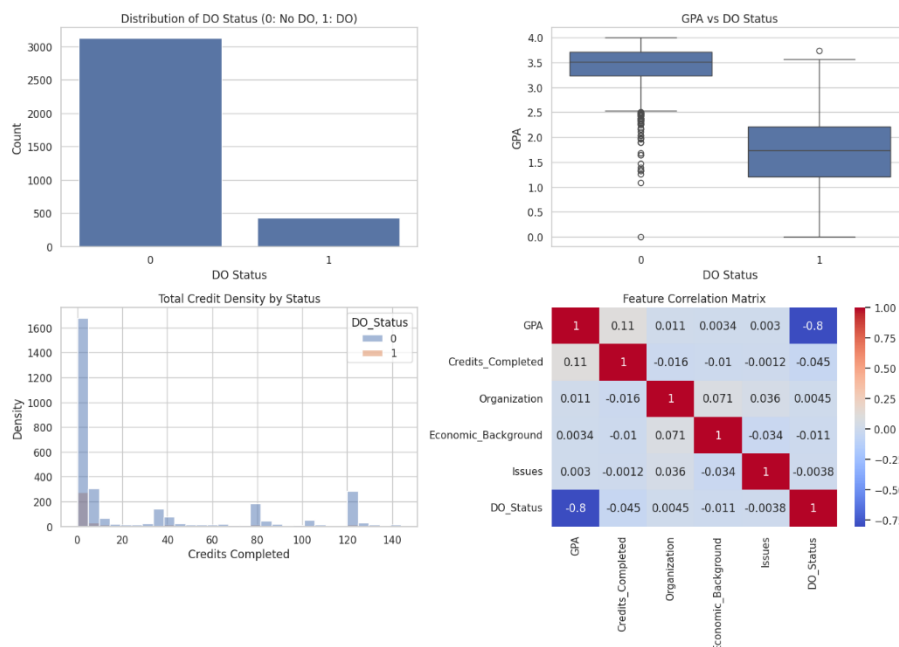 Distribution of DO Status (0: No DO, 1: DO)
3000
2500
2000
1500
1000
500
0
Count
0 1
DO Status
GPA vs DO Status
4.0
3.5
3.0
2.5
2.0
1.5
1.0
0.5
0.0
GPA
0 1
DO Status
Total Credit Density by Status
DO_Status
0
1
1600
1400
1200
1000
800
600
400
200
0
Density
0 20 40 60 80 100 120 140
Credits Completed
Feature Correlation Matrix
GPA 1 0.11 0.011 0.0034 0.003 -0.8
Credits_Completed 0.11 1 -0.016 -0.01 -0.0012 -0.045
Organization 0.011 -0.016 1 0.071 0.036 0.0045
Economic_Background 0.0034 -0.01 0.071 1 -0.034 -0.011
Issues 0.003 -0.0012 0.036 -0.034 1 -0.0038
DO_Status -0.8 -0.045 0.0045 -0.011 -0.0038 1
GPA
Credits_Completed
Organization
Economic_Background
Issues
DO_Status
1.00
0.75
0.50
0.25
0.00
-0.25
-0.50
-0.75